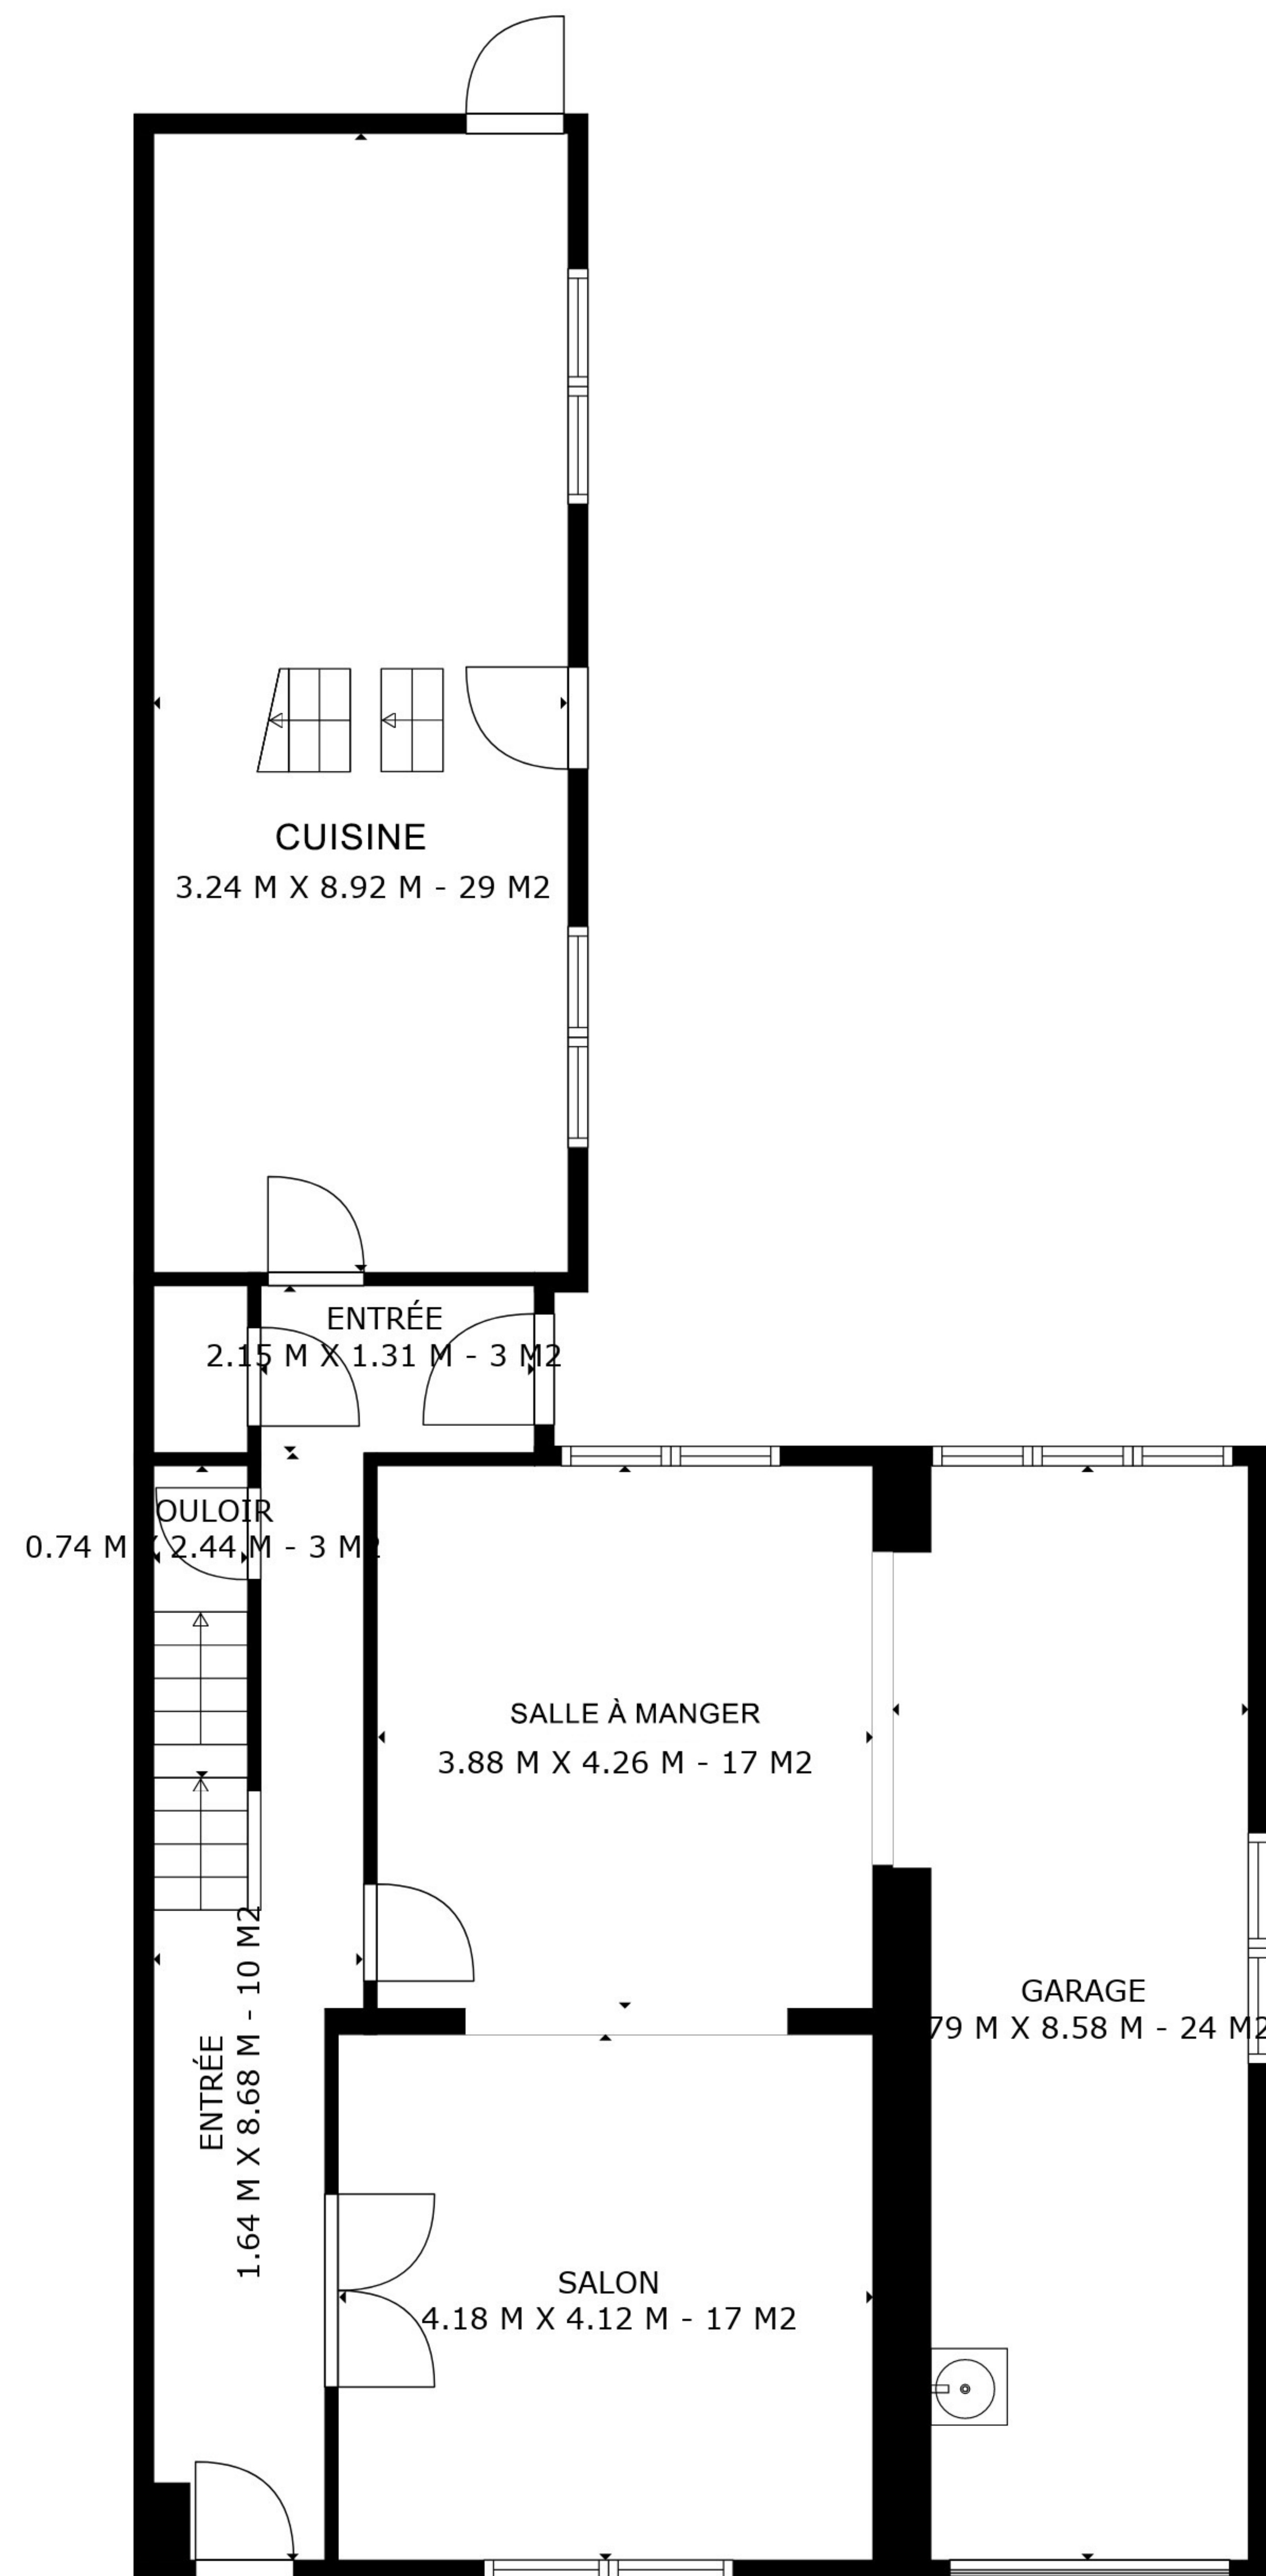 CUISINE
3.24 M X 8.92 M - 29 M2
ENTRÉE
2.15 M X 1.31 M - 3 M2
OULOIR
0.74 M X 2.44 M - 3 M2
SALLE À MANGER
3.88 M X 4.26 M - 17 M2
ENTRÉE
1.64 M X 8.68 M - 10 M2
GARAGE
79 M X 8.58 M - 24 M2
SALON
4.18 M X 4.12 M - 17 M2